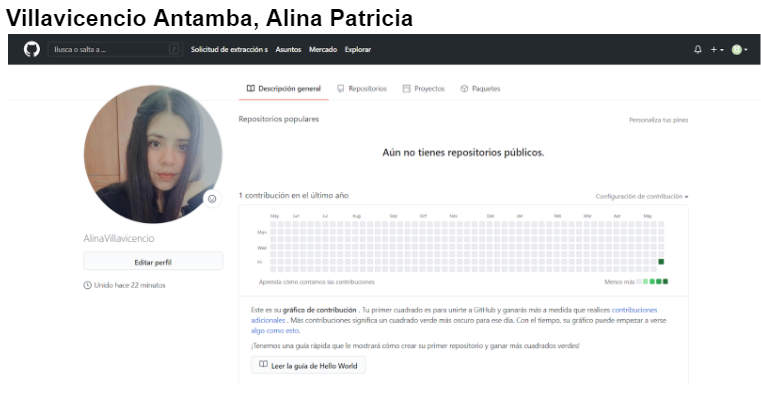 Villavicencio Antamba, Alina Patricia
Busca o salta a ... /
Solicitud de extracción s Asuntos Mercado Explorar
Descripción general Repositorios Proyectos Paquetes
Repositorios populares
Personaliza tus pines
Aún no tienes repositorios públicos.
1 contribución en el último año
Configuración de contribución
May Jun Jul Aug Sep Oct Nov Dec Jan Feb Mar Apr May
Mon
Wed
Fri
Aprenda cómo contamos las contribuciones
Menos más
AlinaVillavicencio
Editar perfil
Unido hace 22 minutos
Este es su gráfico de contribución . Tu primer cuadrado es para unirte a GitHub y ganarás más a medida que realices contribuciones
adicionales . Más contribuciones significa un cuadrado verde más oscuro para ese día. Con el tiempo, su gráfico puede empezar a verse
algo como esto.
¡Tenemos una guía rápida que le mostrará cómo crear su primer repositorio y ganar más cuadrados verdes!
Leer la guía de Hello World